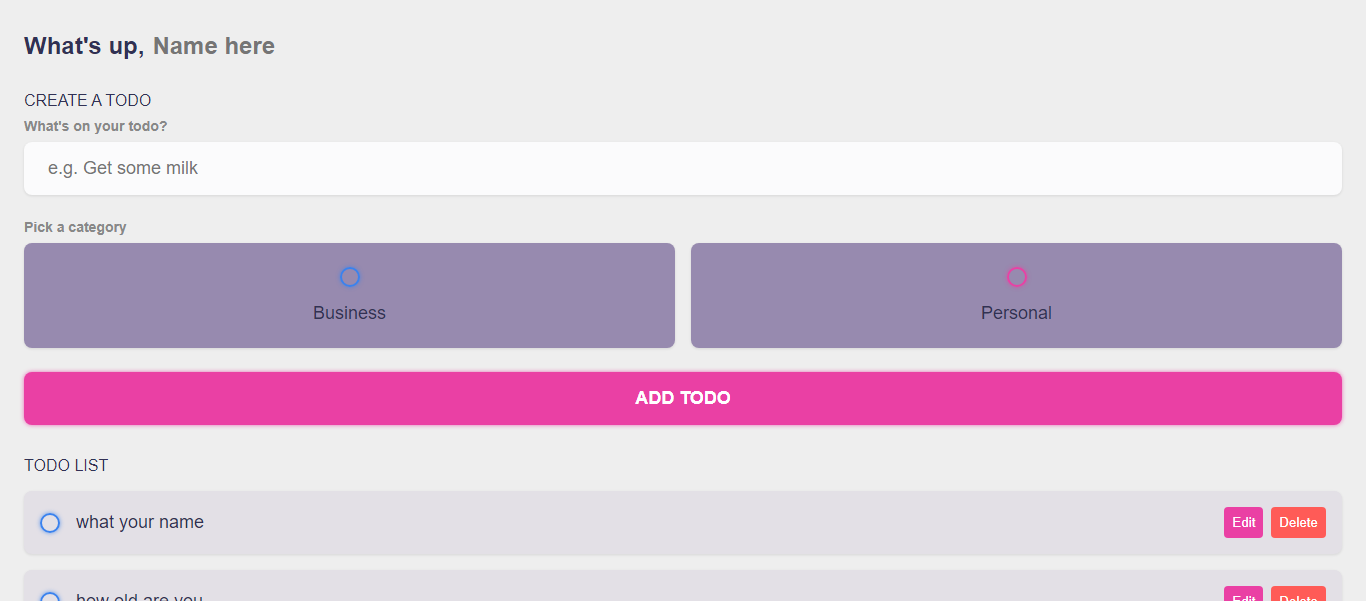 What's up, Name here
CREATE A TODO
What's on your todo?
e.g. Get some milk
Pick a category
Business
Personal
ADD TODO
TODO LIST
what your name
Edit
Delete
how old are you
Edit
Delete